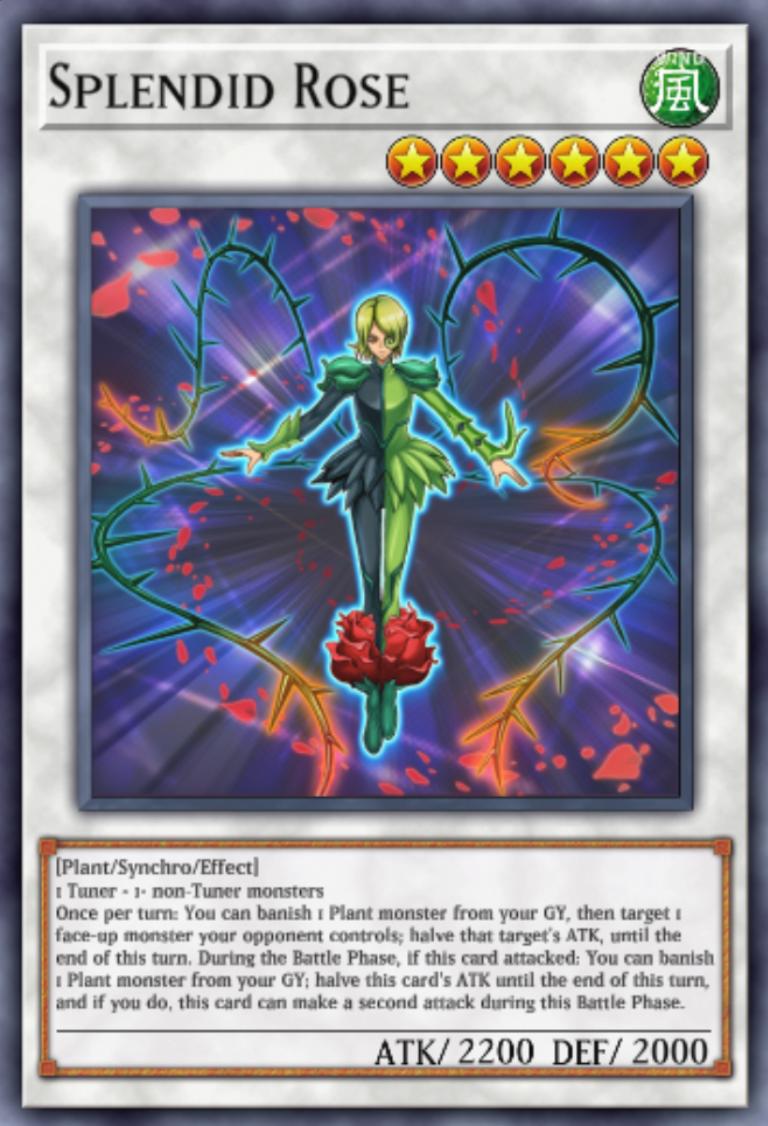 SPLENDID ROSE
WIND
風
[Plant/Synchro/Effect]
1 Tuner + 1+ non-Tuner monsters
Once per turn: You can banish 1 Plant monster from your GY, then target 1
face-up monster your opponent controls; halve that target's ATK, until the
end of this turn. During the Battle Phase, if this card attacked: You can banish
1 Plant monster from your GY; halve this card's ATK until the end of this turn,
and if you do, this card can make a second attack during this Battle Phase.
ATK/ 2200 DEF/ 2000